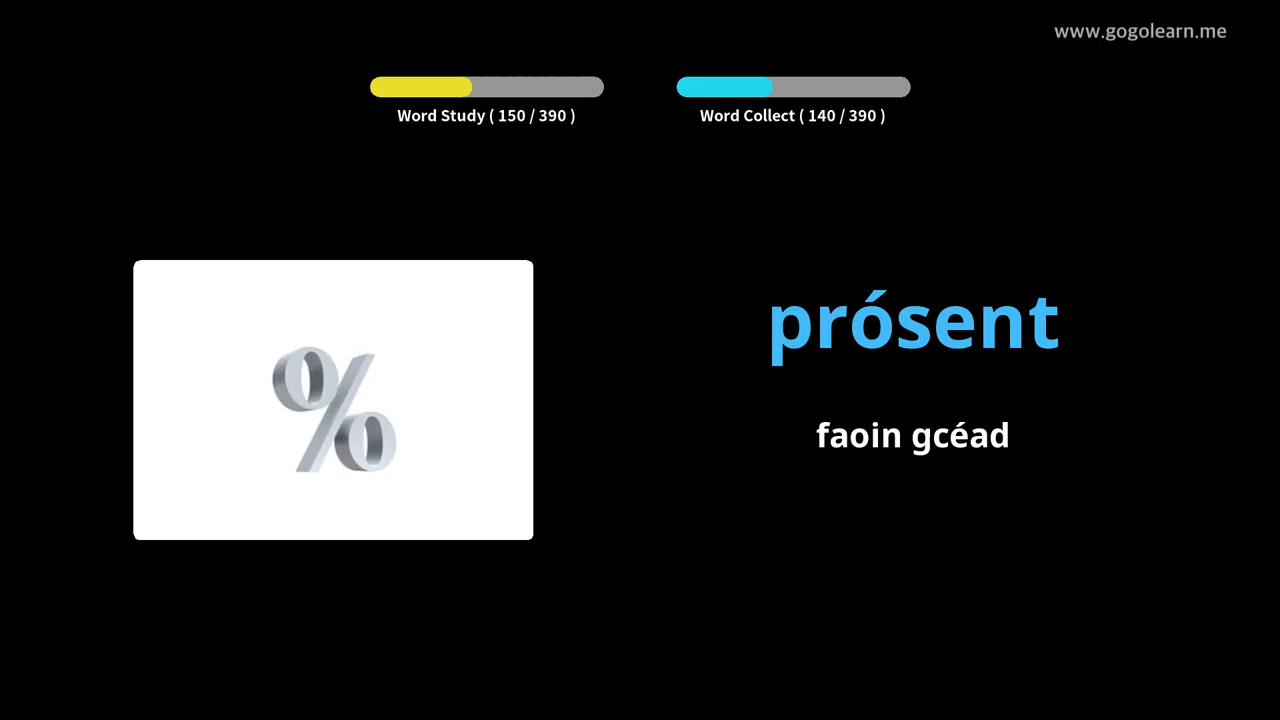 www.gogolearn.me
Word Study ( 150 / 390 )
Word Collect ( 140 / 390 )
%
prósent
faoin gcéad